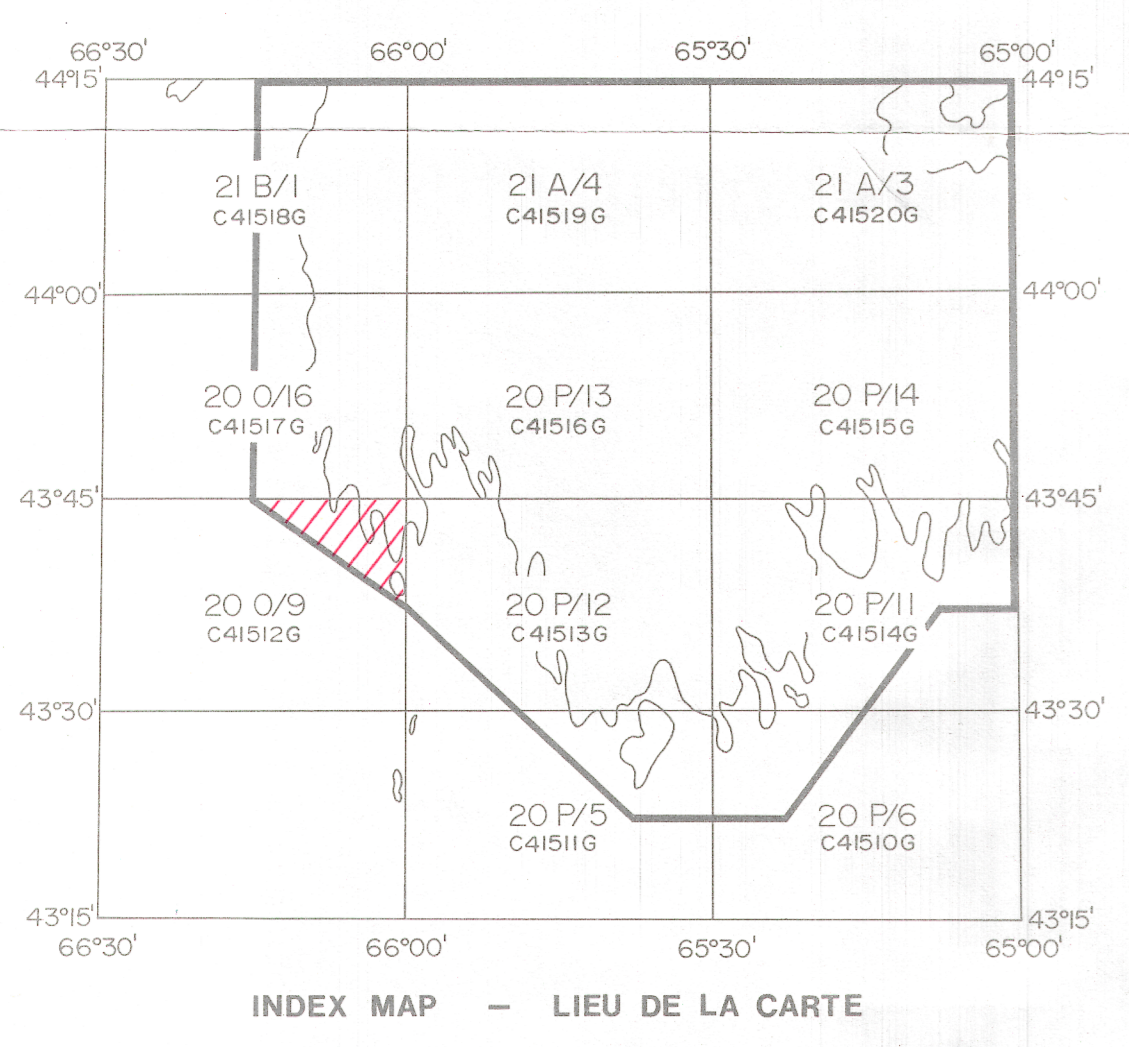 66°30' 66°00' 65°30' 65°00'
44°15' 44°15'
21 B/1 21 A/4 21 A/3
C41518G C41519G C41520G
44°00' 44°00'
20 O/16 20 P/13 20 P/14
C41517G C41516G C41515G
43°45' 43°45'
20 O/9 20 P/12 20 P/11
C41512G C41513G C41514G
43°30' 43°30'
20 P/5 20 P/6
C41511G C41510G
43°15' 43°15'
66°30' 66°00' 65°30' 65°00'
INDEX MAP — LIEU DE LA CARTE